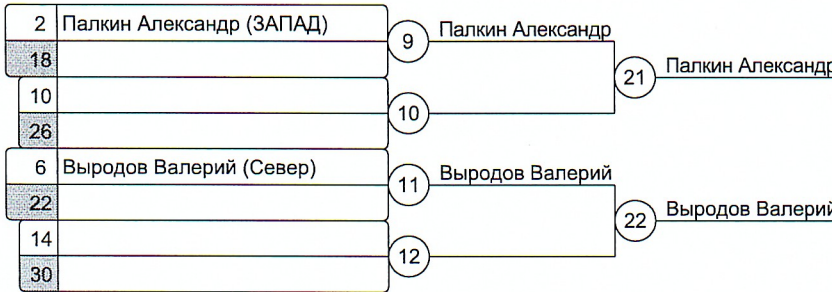 2 Палкин Александр (ЗАПАД)
18
9 Палкин Александр
10
26
10
21 Палкин Александр
6 Выродов Валерий (Север)
22
11 Выродов Валерий
14
30
12
22 Выродов Валерий